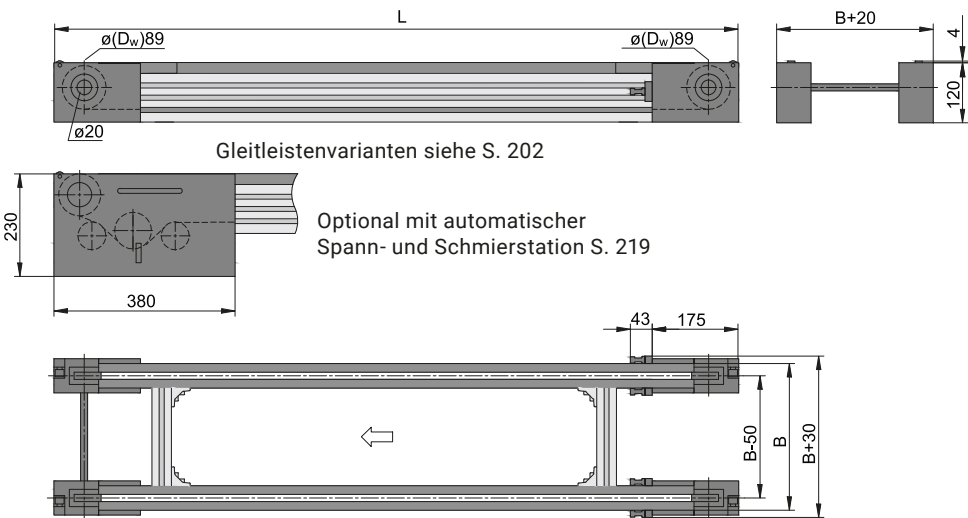 L
B+20
ø(Dw)89
ø(Dw)89
4
120
ø20
Gleitleistenvarianten siehe S. 202
230
Optional mit automatischer
Spann- und Schmierstation S. 219
380
43
175
B-50
B
B+30